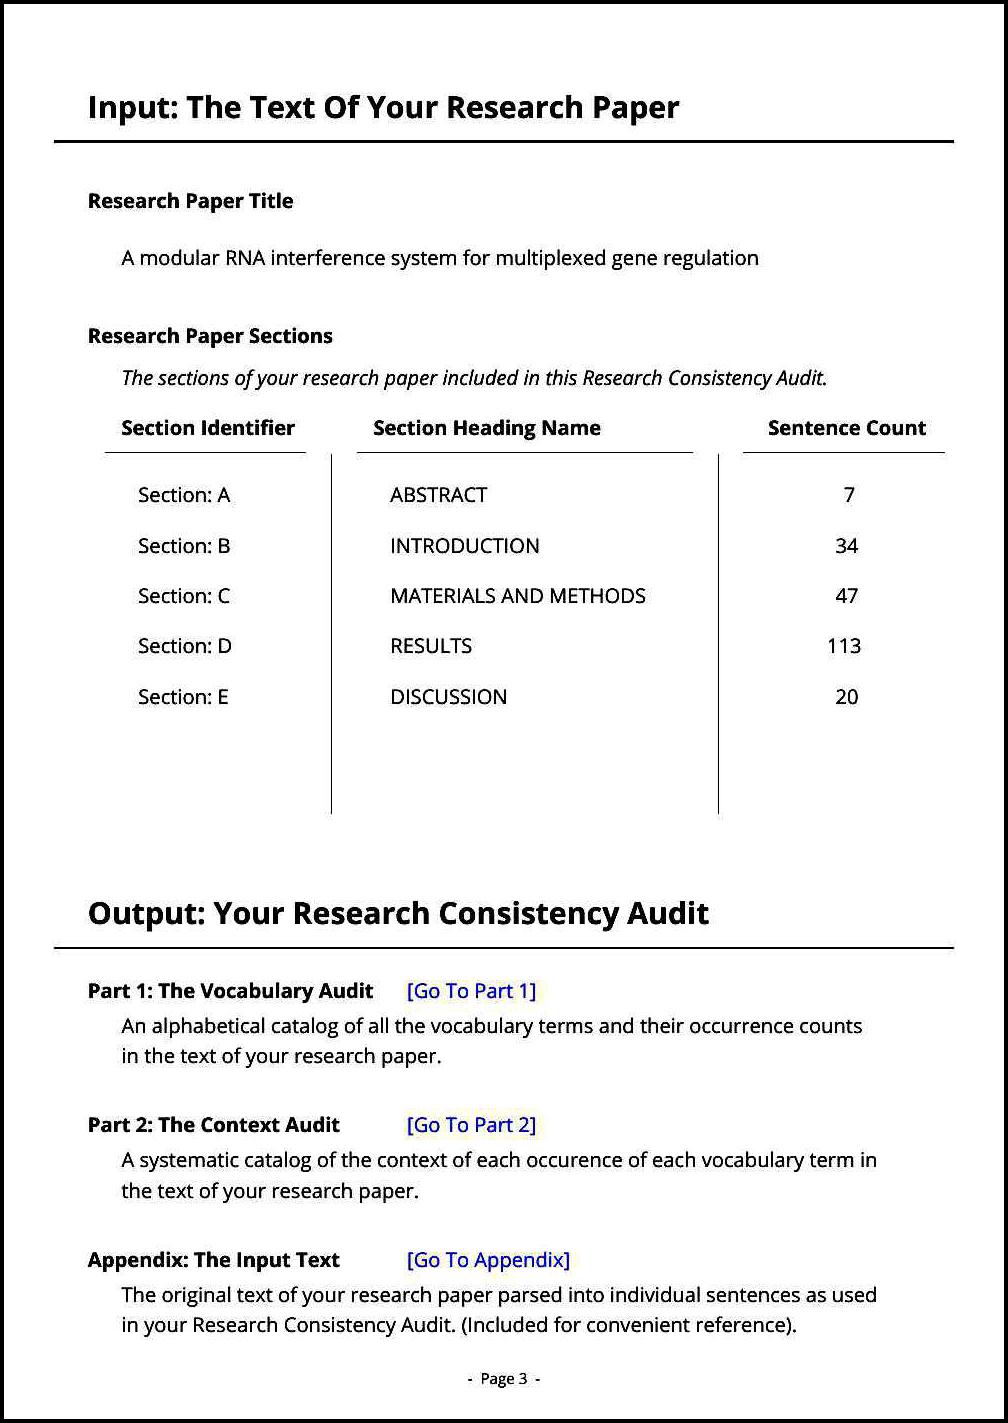 Input: The Text Of Your Research Paper
Research Paper Title
A modular RNA interference system for multiplexed gene regulation
Research Paper Sections
The sections of your research paper included in this Research Consistency Audit.
Section Identifier Section Heading Name Sentence Count
Section: A ABSTRACT 7
Section: B INTRODUCTION 34
Section: C MATERIALS AND METHODS 47
Section: D RESULTS 113
Section: E DISCUSSION 20
Output: Your Research Consistency Audit
Part 1: The Vocabulary Audit [Go To Part 1]
An alphabetical catalog of all the vocabulary terms and their occurrence counts
in the text of your research paper.
Part 2: The Context Audit [Go To Part 2]
A systematic catalog of the context of each occurence of each vocabulary term in
the text of your research paper.
Appendix: The Input Text [Go To Appendix]
The original text of your research paper parsed into individual sentences as used
in your Research Consistency Audit. (Included for convenient reference).
- Page 3 -